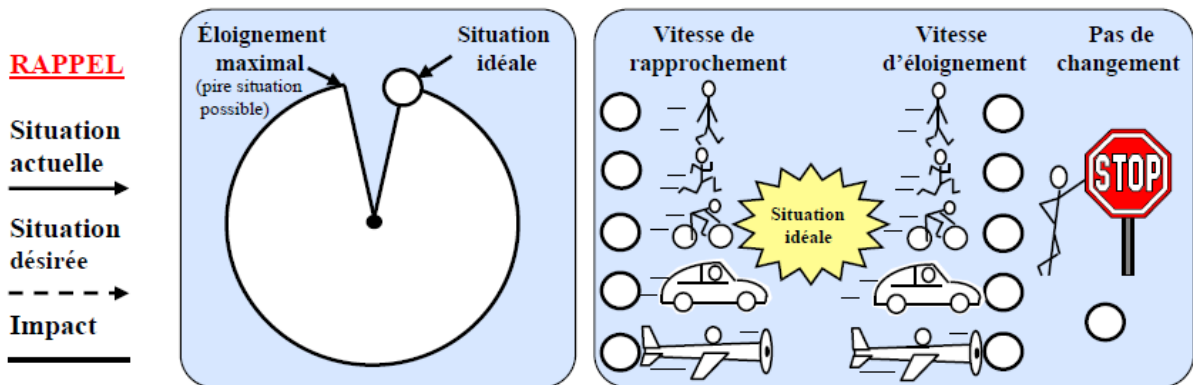 RAPPEL
Situation
actuelle
Situation
désirée
Impact
Éloignement
maximal
(pire situation
possible)
Situation
idéale
Vitesse de
rapprochement
Vitesse
d'éloignement
Pas de
changement
Situation
idéale
STOP